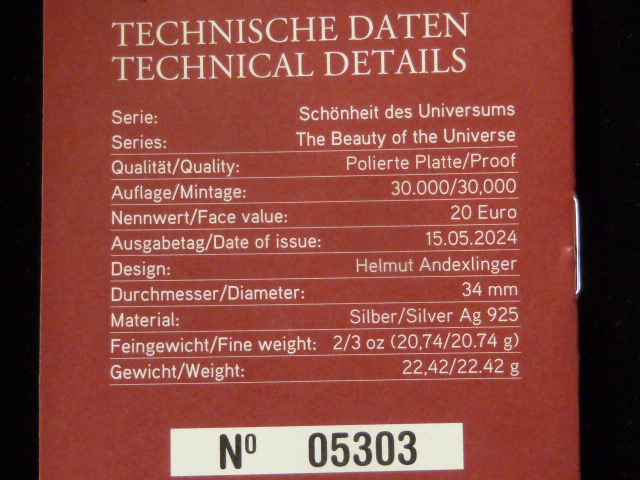 TECHNISCHE DATEN
TECHNICAL DETAILS
Serie: Schönheit des Universums
Series: The Beauty of the Universe
Qualität/Quality: Polierte Platte/Proof
Auflage/Mintage: 30.000/30,000
Nennwert/Face value: 20 Euro
Ausgabetag/Date of issue: 15.05.2024
Design: Helmut Andexlinger
Durchmesser/Diameter: 34 mm
Material: Silber/Silver Ag 925
Feingewicht/Fine weight: 2/3 oz (20,74/20.74 g)
Gewicht/Weight: 22,42/22.42 g
Nº 05303